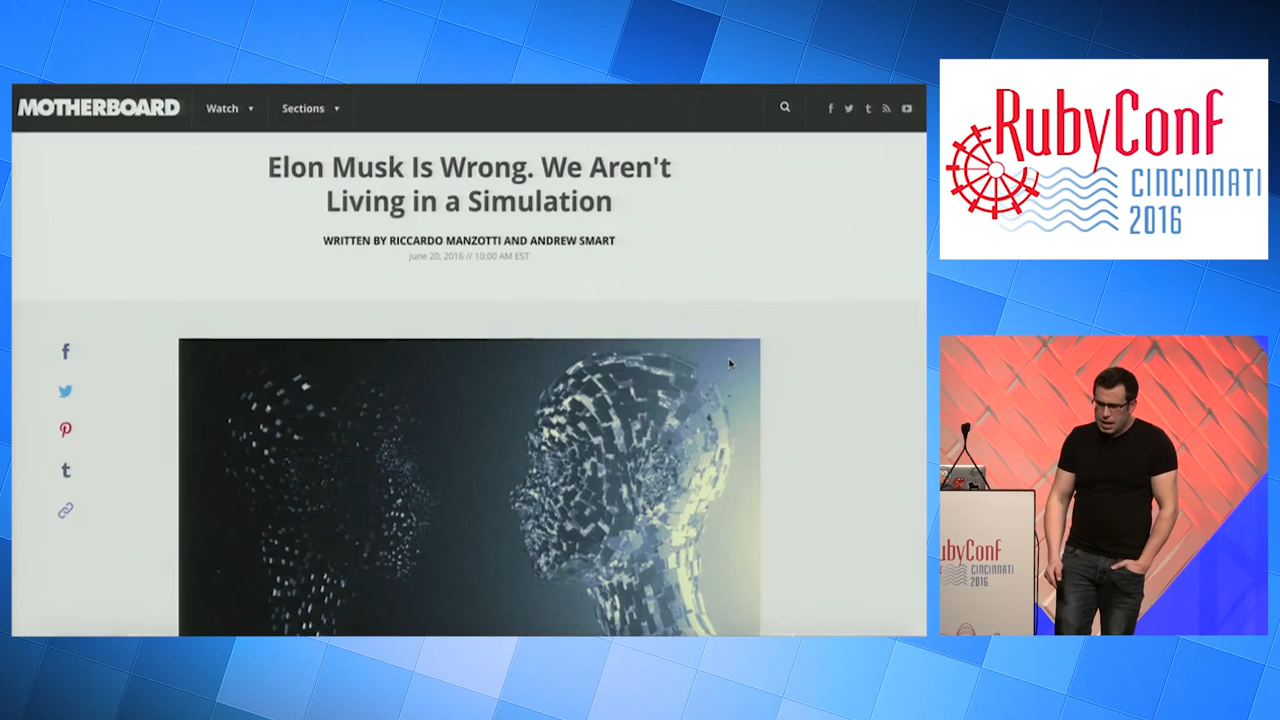 MOTHERBOARD
Watch
Sections
Elon Musk Is Wrong. We Aren't
Living in a Simulation
WRITTEN BY RICCARDO MANZOTTI AND ANDREW SMART
June 20, 2016 // 10:00 AM EST
RubyConf
CINCINNATI
2016
ubyConf
CINCINNATI
2016